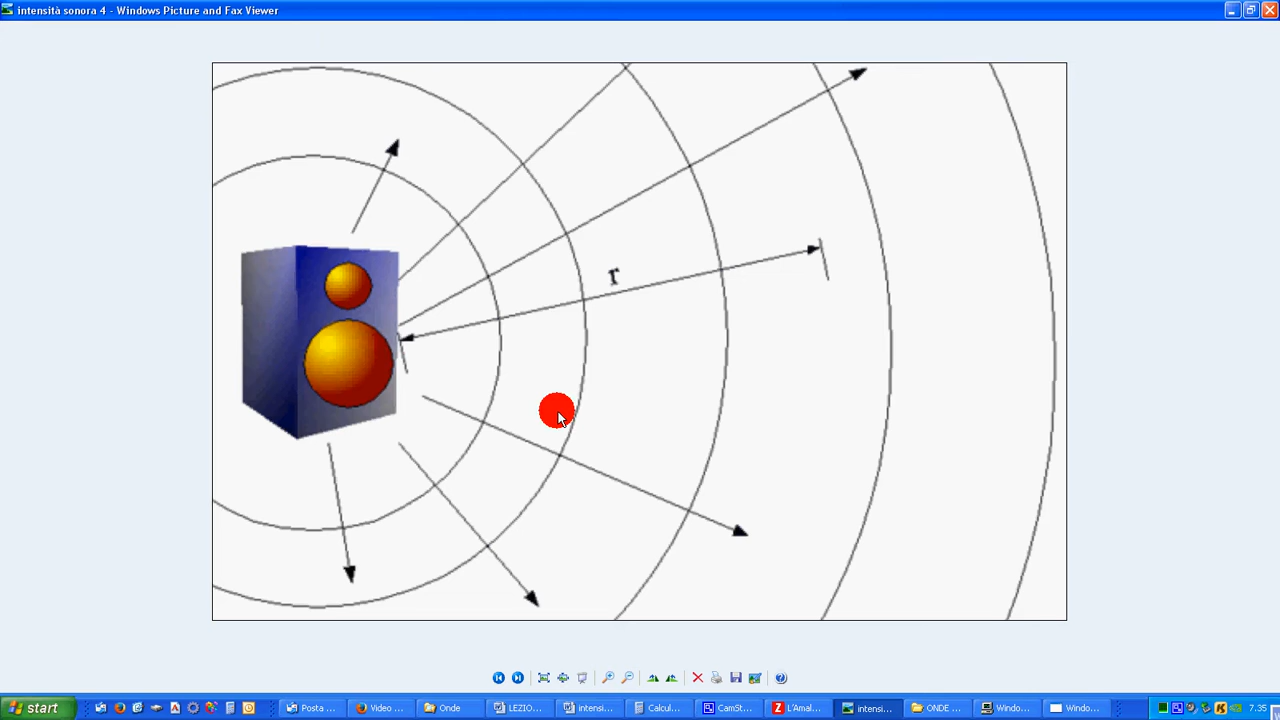 intensità sonora 4 - Windows Picture and Fax Viewer
r
start
Posta ...
Video ...
Onde
LEZIO...
intensi...
Calcul...
CamSt...
L'Amal...
intensi...
ONDE ...
Windo...
Windo...
7.35